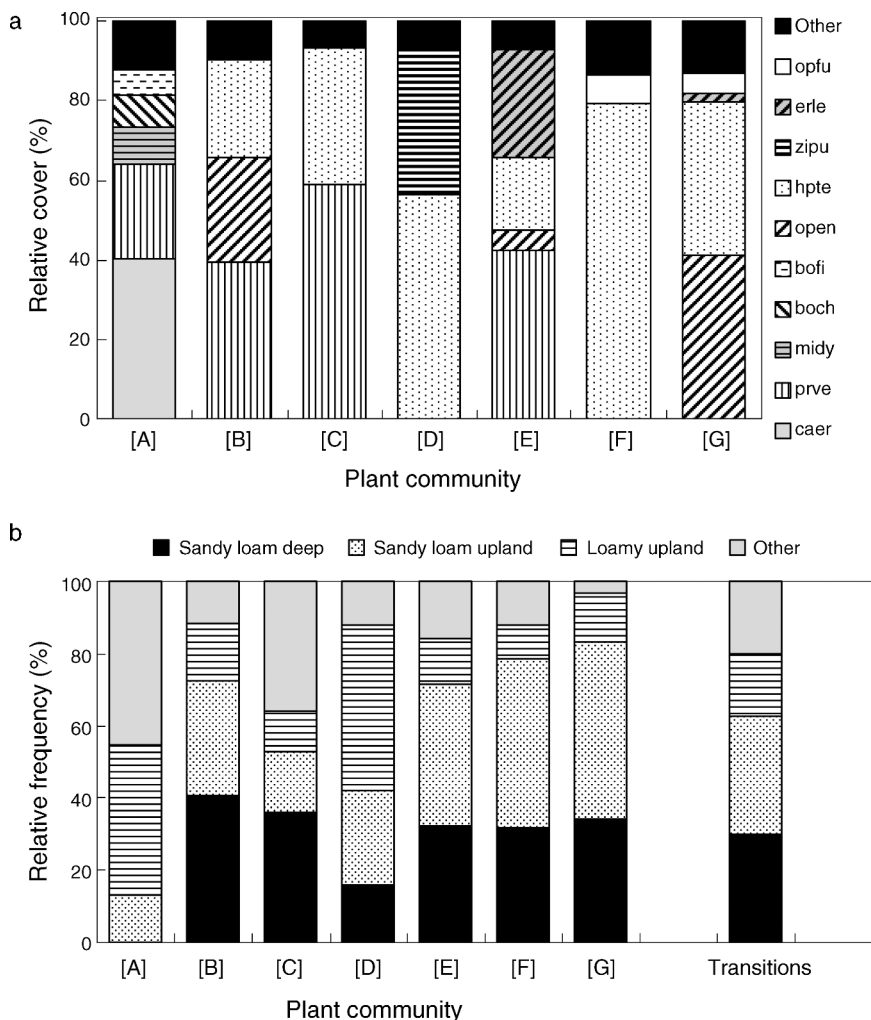 a
Relative cover (%)
100
80
60
40
20
0
[A] [B] [C] [D] [E] [F] [G]
Plant community
Other
opfu
erle
zipu
hpte
open
bofi
boch
midy
prve
caer
b
Sandy loam deep Sandy loam upland Loamy upland Other
Relative frequency (%)
100
80
60
40
20
0
[A] [B] [C] [D] [E] [F] [G] Transitions
Plant community